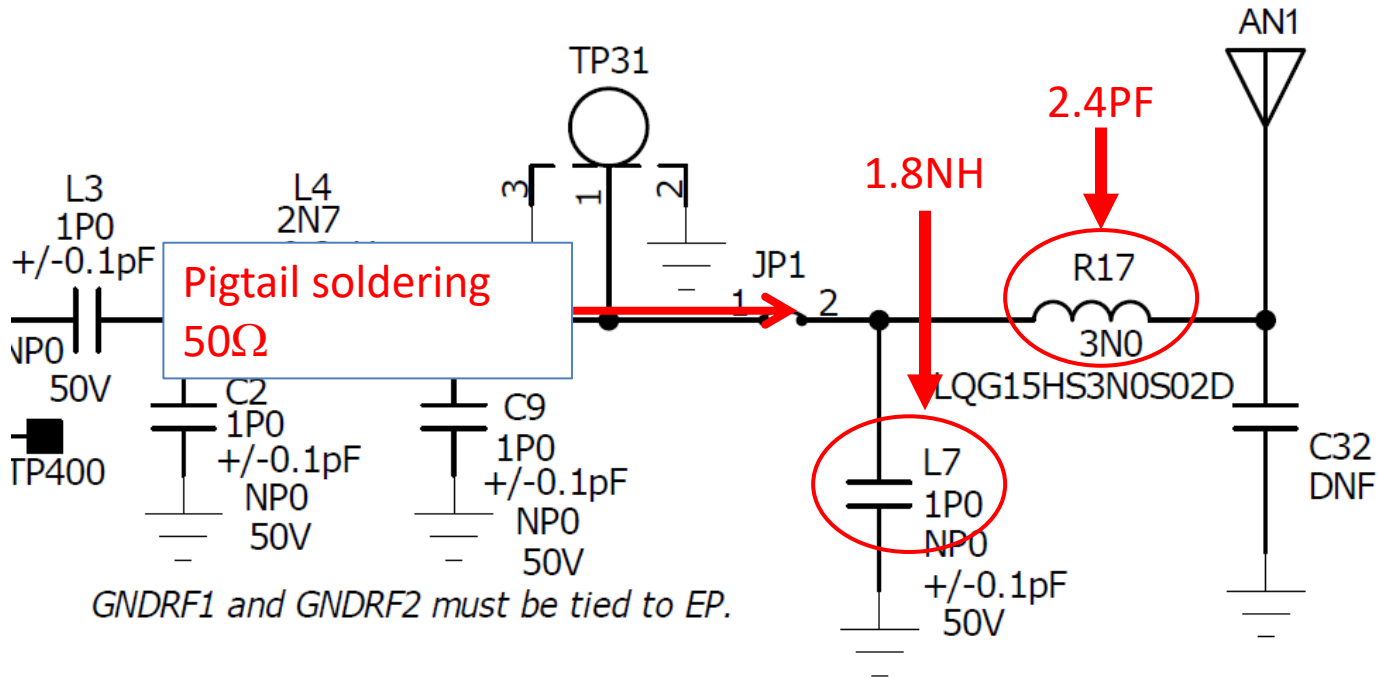 AN1
TP31
2.4PF
1.8NH
3
1
2
L3
1P0
+/-0.1pF
NP0
50V
L4
2N7
Pigtail soldering
50Ω
JP1
1
2
R17
3N0
LQG15HS3N0S02D
TP400
C2
1P0
+/-0.1pF
NP0
50V
C9
1P0
+/-0.1pF
NP0
50V
L7
1P0
NP0
+/-0.1pF
50V
C32
DNF
GNDRF1 and GNDRF2 must be tied to EP.